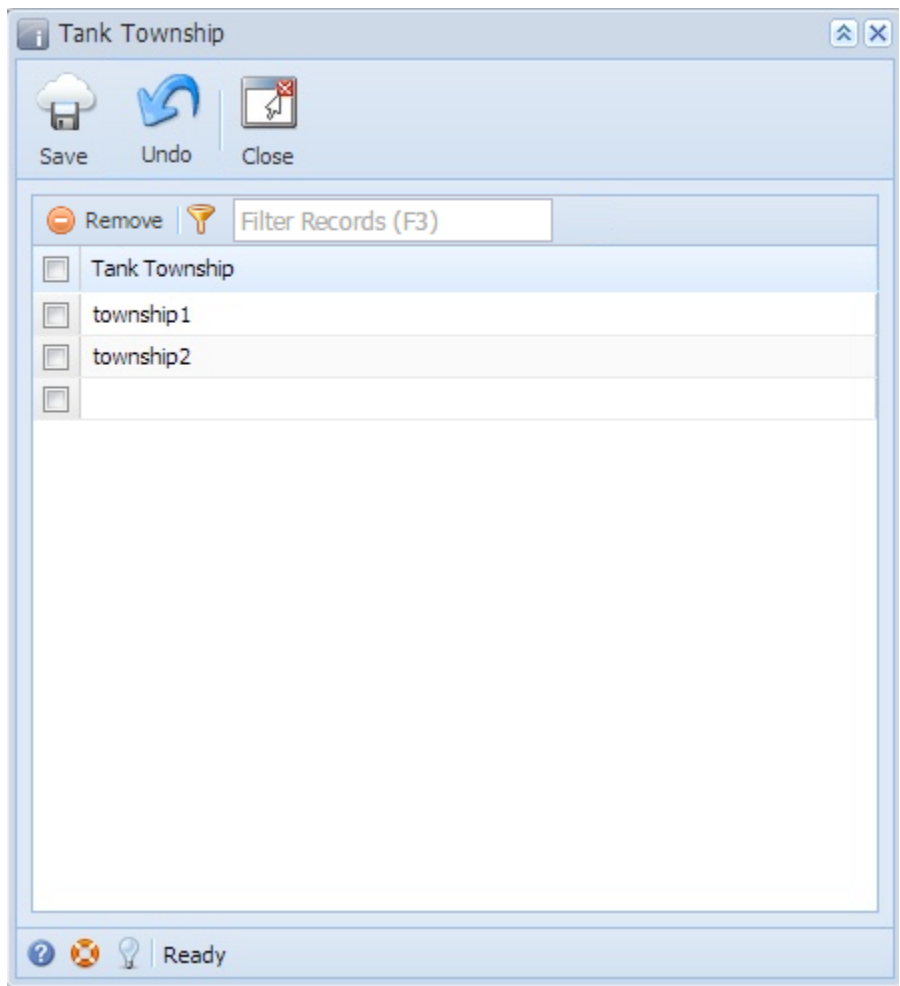 Tank Township
Save Undo Close
Remove Filter Records (F3)
Tank Township
township1
township2
Ready